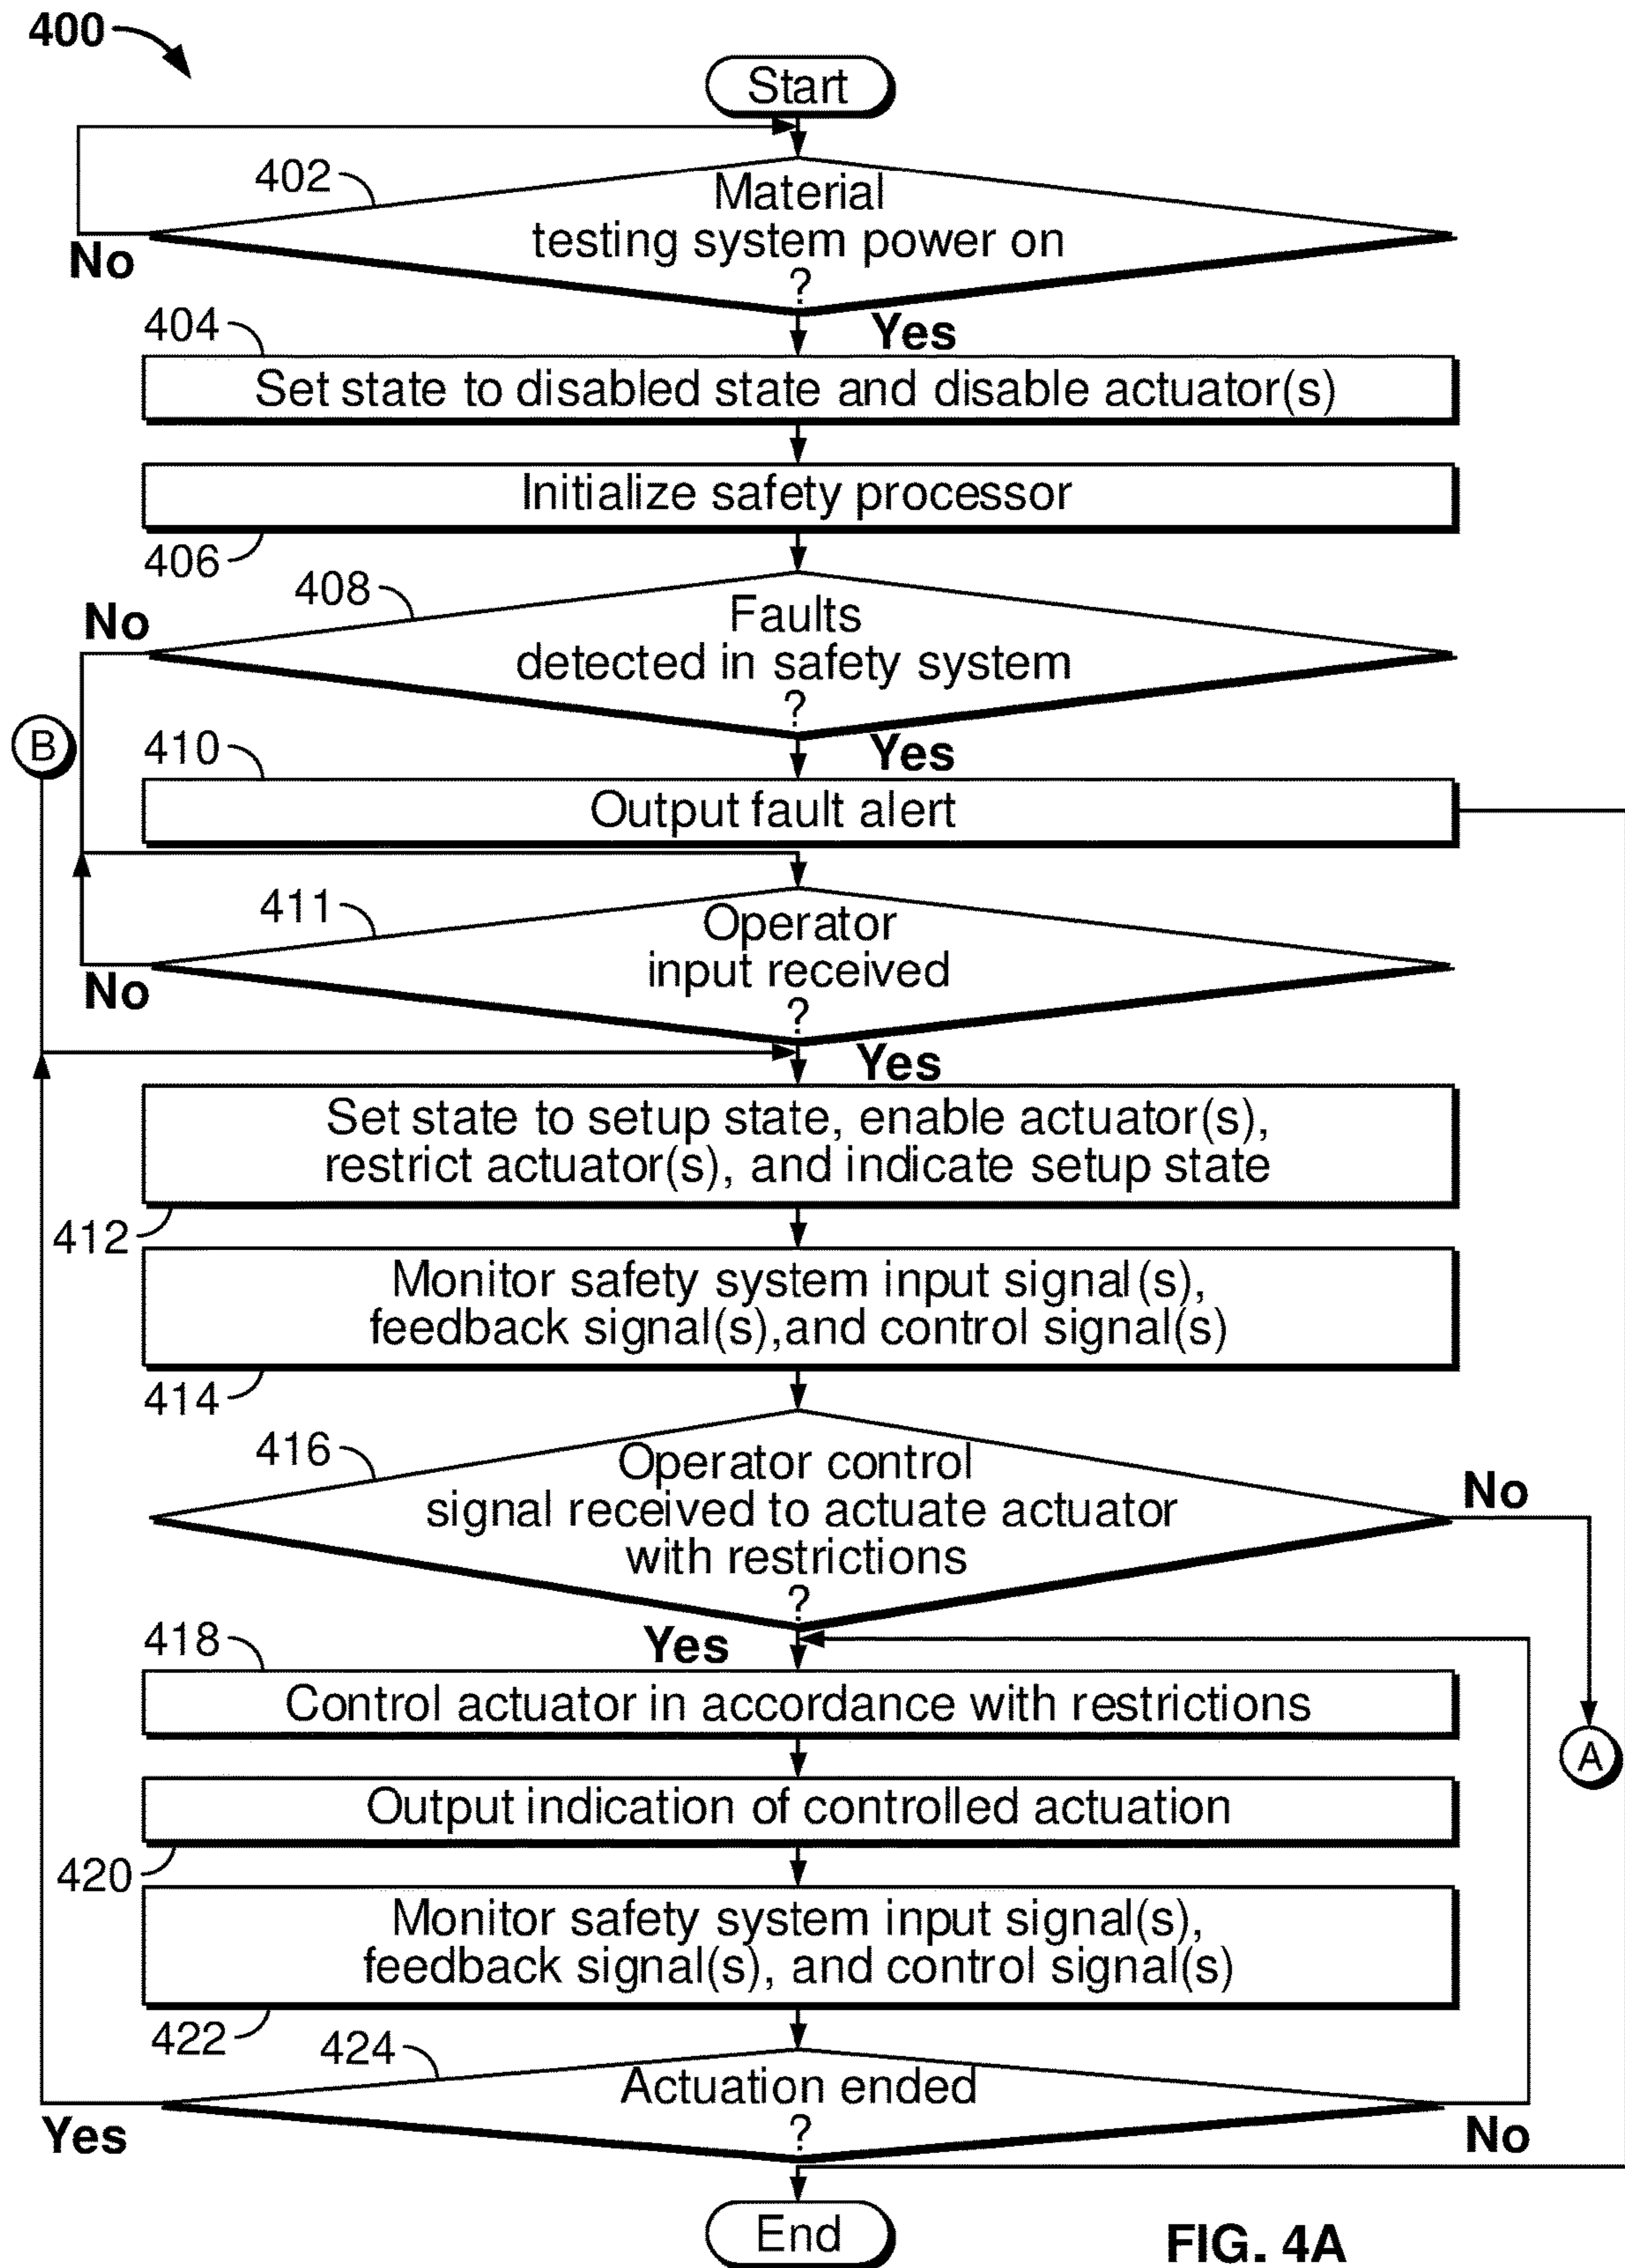 400
Start
402
Material
testing system power on
?
No
Yes
404
Set state to disabled state and disable actuator(s)
Initialize safety processor
406
408
No
Faults
detected in safety system
?
B
410
Yes
Output fault alert
411
Operator
input received
?
No
Yes
Set state to setup state, enable actuator(s),
restrict actuator(s), and indicate setup state
412
Monitor safety system input signal(s),
feedback signal(s),and control signal(s)
414
416
Operator control
signal received to actuate actuator
with restrictions
?
No
418
Yes
Control actuator in accordance with restrictions
A
Output indication of controlled actuation
420
Monitor safety system input signal(s),
feedback signal(s), and control signal(s)
422
424
Actuation ended
?
Yes
No
End
FIG. 4A